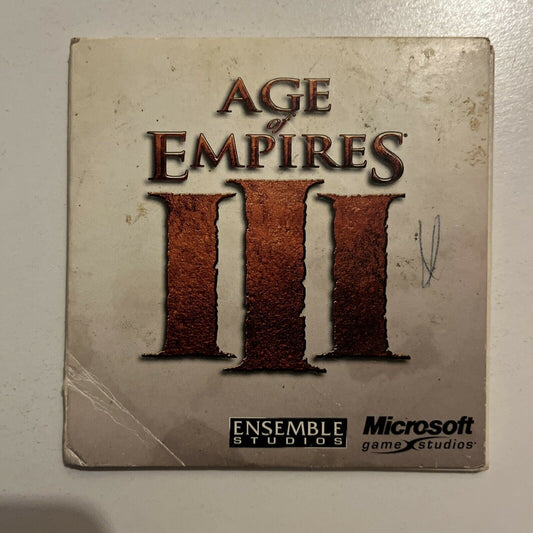 AGE
of
EMPIRES
III
ENSEMBLE
STUDIOS
Microsoft
game studios